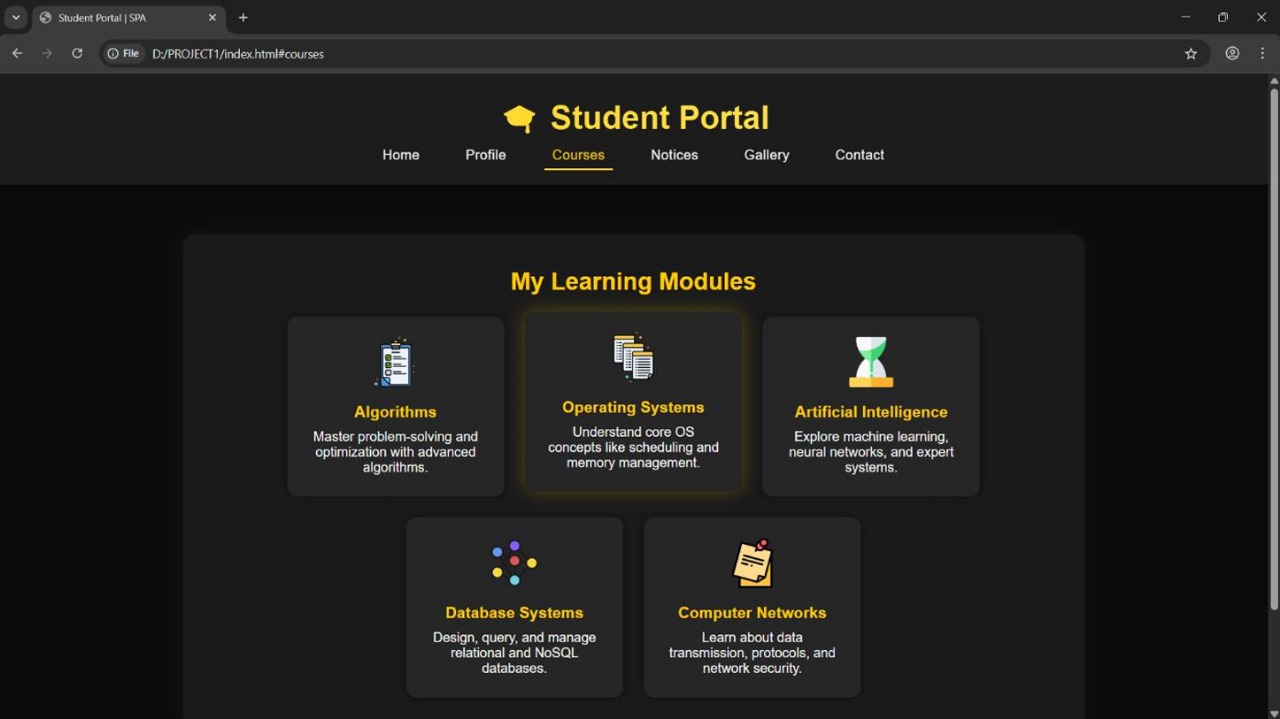 Student Portal | SPA
File
D:/PROJECT1/index.html#courses
Student Portal
Home Profile Courses Notices Gallery Contact
My Learning Modules
Algorithms
Master problem-solving and
optimization with advanced
algorithms.
Operating Systems
Understand core OS
concepts like scheduling and
memory management.
Artificial Intelligence
Explore machine learning,
neural networks, and expert
systems.
Database Systems
Design, query, and manage
relational and NoSQL
databases.
Computer Networks
Learn about data
transmission, protocols, and
network security.